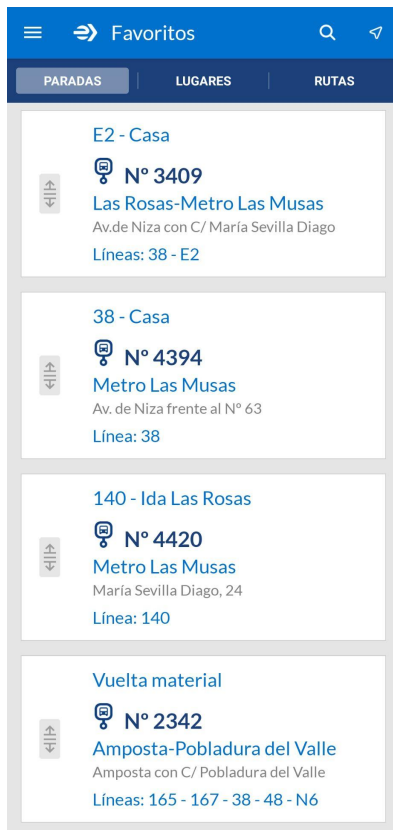 Favoritos
PARADAS LUGARES RUTAS
E2 - Casa
Nº 3409
Las Rosas-Metro Las Musas
Av.de Niza con C/ María Sevilla Diago
Líneas: 38 - E2
38 - Casa
Nº 4394
Metro Las Musas
Av. de Niza frente al Nº 63
Línea: 38
140 - Ida Las Rosas
Nº 4420
Metro Las Musas
María Sevilla Diago, 24
Línea: 140
Vuelta material
Nº 2342
Amposta-Pobladura del Valle
Amposta con C/ Pobladura del Valle
Líneas: 165 - 167 - 38 - 48 - N6